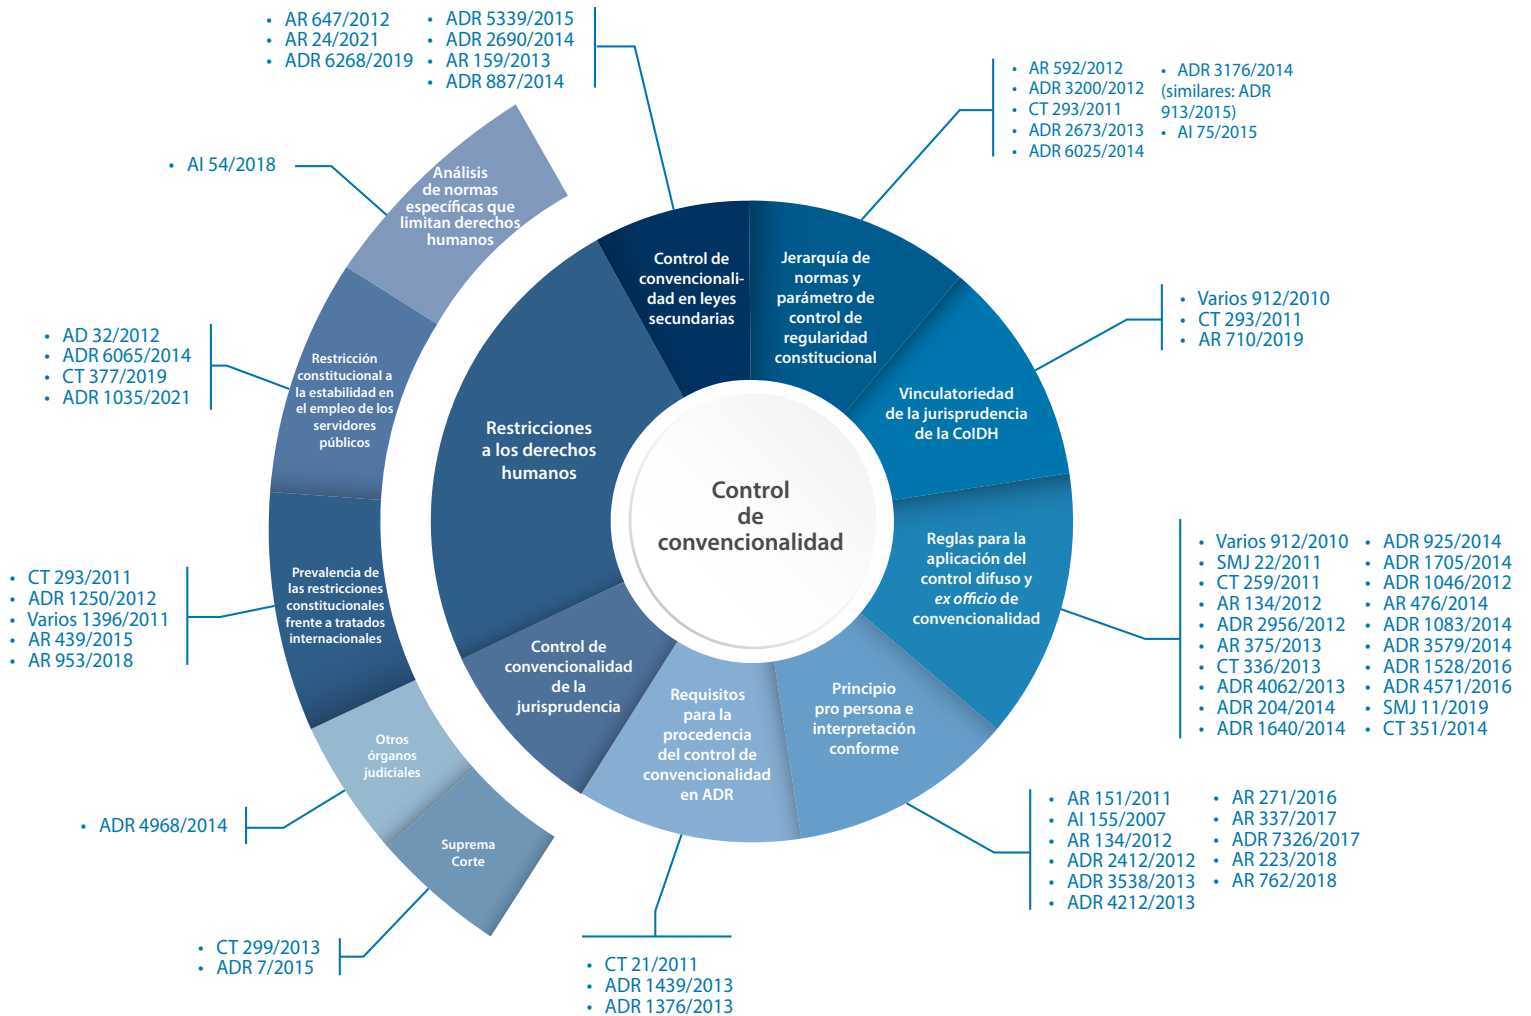 • AR 647/2012
• AR 24/2021
• ADR 6268/2019
• ADR 5339/2015
• ADR 2690/2014
• AR 159/2013
• ADR 887/2014
• AR 592/2012
• ADR 3200/2012
• CT 293/2011
• ADR 2673/2013
• ADR 6025/2014
• ADR 3176/2014
(similares: ADR
913/2015)
• AI 75/2015
• AI 54/2018
Análisis
de normas
específicas que
limitan derechos
humanos
Control de
convencionali-
dad en leyes
secundarias
Jerarquía de
normas y
parámetro de
control de
regularidad
constitucional
• Varios 912/2010
• CT 293/2011
• AR 710/2019
• AD 32/2012
• ADR 6065/2014
• CT 377/2019
• ADR 1035/2021
Restricción
constitucional a
la estabilidad en
el empleo de los
servidores
públicos
Restricciones
a los derechos
humanos
Vinculatoriedad
de la jurisprudencia
de la CoIDH
Control
de
convencionalidad
Reglas para la
aplicación del
control difuso y
ex officio de
convencionalidad
• Varios 912/2010
• SMJ 22/2011
• CT 259/2011
• AR 134/2012
• ADR 2956/2012
• AR 375/2013
• CT 336/2013
• ADR 4062/2013
• ADR 204/2014
• ADR 1640/2014
• ADR 925/2014
• ADR 1705/2014
• ADR 1046/2012
• AR 476/2014
• ADR 1083/2014
• ADR 3579/2014
• ADR 1528/2016
• ADR 4571/2016
• SMJ 11/2019
• CT 351/2014
• CT 293/2011
• ADR 1250/2012
• Varios 1396/2011
• AR 439/2015
• AR 953/2018
Prevalencia de
las restricciones
constitucionales
frente a tratados
internacionales
Control de
convencionalidad
de la
jurisprudencia
Requisitos
para la
procedencia
del control de
convencionalidad
en ADR
Principio
pro persona e
interpretación
conforme
Otros
órganos
judiciales
• ADR 4968/2014
Suprema
Corte
• AR 151/2011
• AI 155/2007
• AR 134/2012
• ADR 2412/2012
• ADR 3538/2013
• ADR 4212/2013
• AR 271/2016
• AR 337/2017
• ADR 7326/2017
• AR 223/2018
• AR 762/2018
• CT 299/2013
• ADR 7/2015
• CT 21/2011
• ADR 1439/2013
• ADR 1376/2013